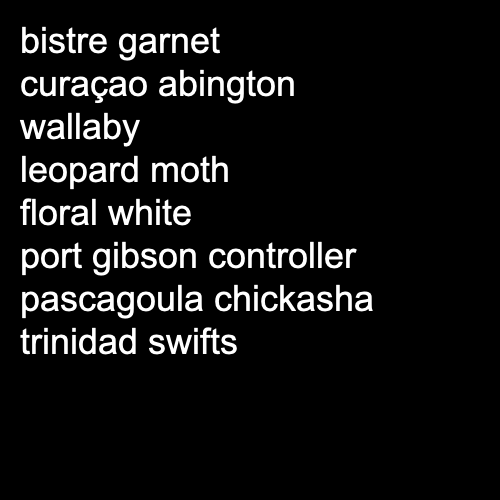 bistre garnet
curaçao abington
wallaby
leopard moth
floral white
port gibson controller
pascagoula chickasha
trinidad swifts